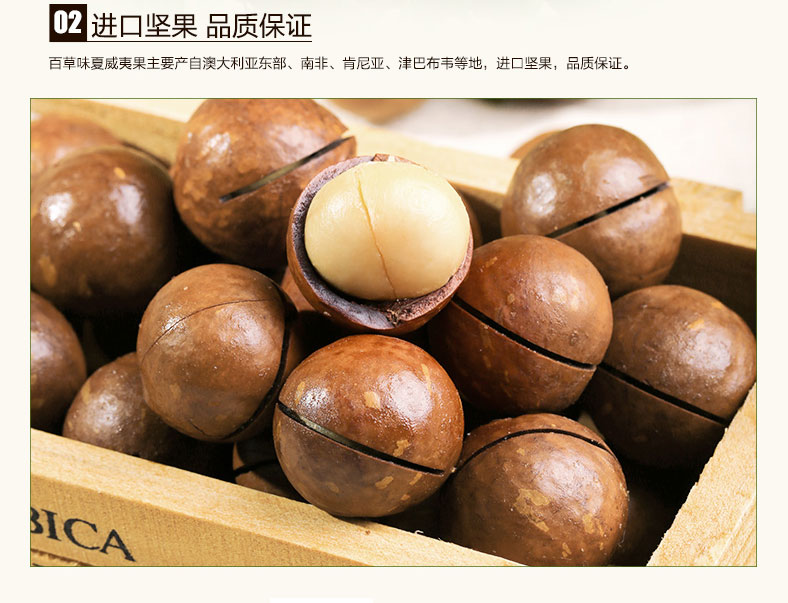 02 进口坚果 品质保证
百草味夏威夷果主要产自澳大利亚东部、南非、肯尼亚、津巴布韦等地，进口坚果，品质保证。
BICA